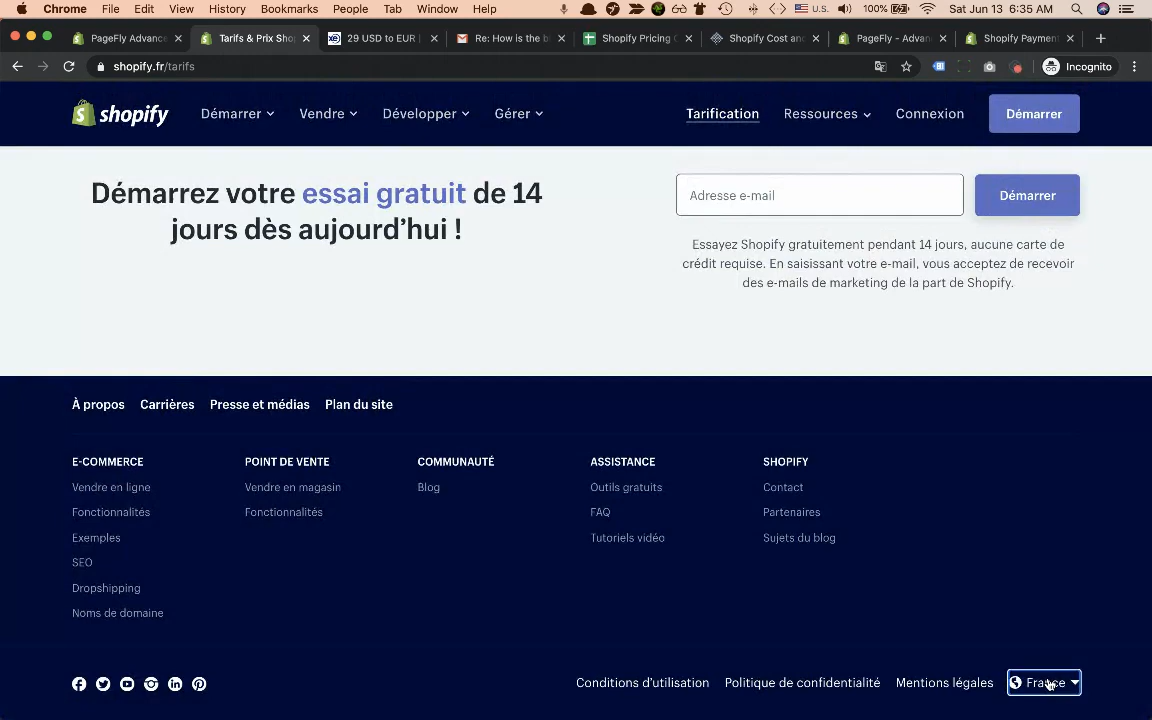 Chrome File Edit View History Bookmarks People Tab Window Help U.S. 100% Sat Jun 13 6:35 AM
PageFly Advance Tarifs & Prix Sho 29 USD to EUR Re: How is the b Shopify Pricing Shopify Cost and PageFly - Advan Shopify Payment
shopify.fr/tarifs Incognito
shopify Démarrer Vendre Développer Gérer Tarification Ressources Connexion Démarrer
Démarrez votre essai gratuit de 14
jours dès aujourd’hui !
Adresse e-mail Démarrer
Essayez Shopify gratuitement pendant 14 jours, aucune carte de
crédit requise. En saisissant votre e-mail, vous acceptez de recevoir
des e-mails de marketing de la part de Shopify.
À propos Carrières Presse et médias Plan du site
E-COMMERCE POINT DE VENTE COMMUNAUTÉ ASSISTANCE SHOPIFY
Vendre en ligne Vendre en magasin Blog Outils gratuits Contact
Fonctionnalités Fonctionnalités FAQ Partenaires
Exemples Tutoriels vidéo Sujets du blog
SEO
Dropshipping
Noms de domaine
Conditions d’utilisation Politique de confidentialité Mentions légales France